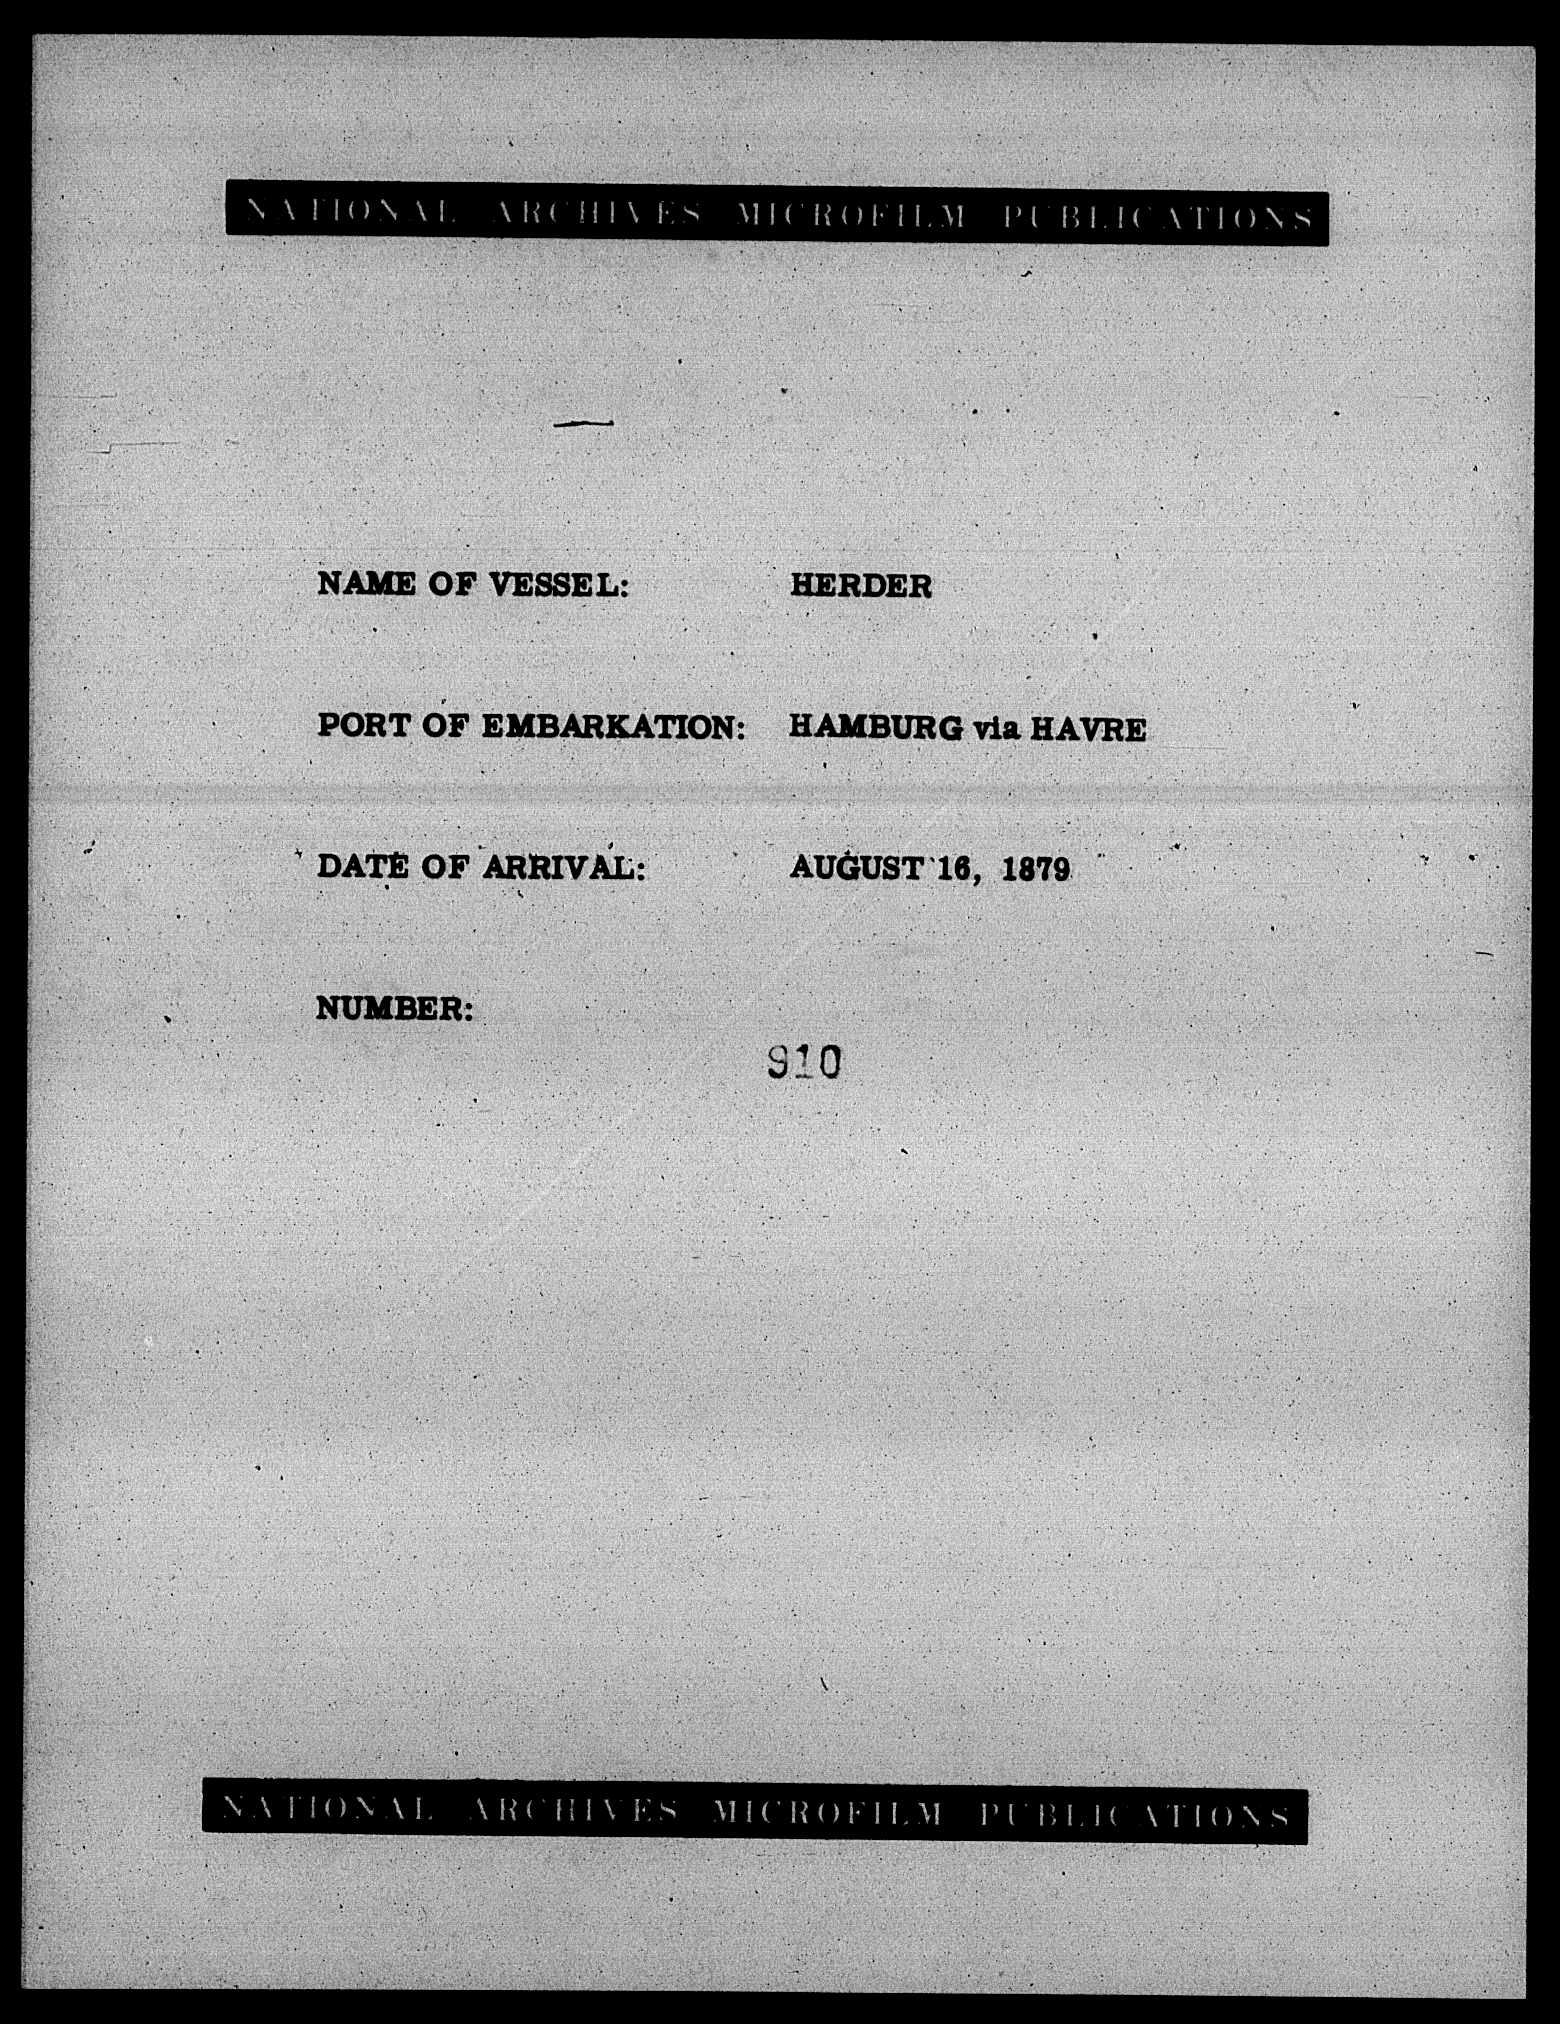 NATIONAL ARCHIVES MICROFILM PUBLICATIONS
NAME OF VESSEL: HERDER
PORT OF EMBARKATION: HAMBURG via HAVRE
DATE OF ARRIVAL: AUGUST 16, 1879
NUMBER:
910
NATIONAL ARCHIVES MICROFILM PUBLICATIONS